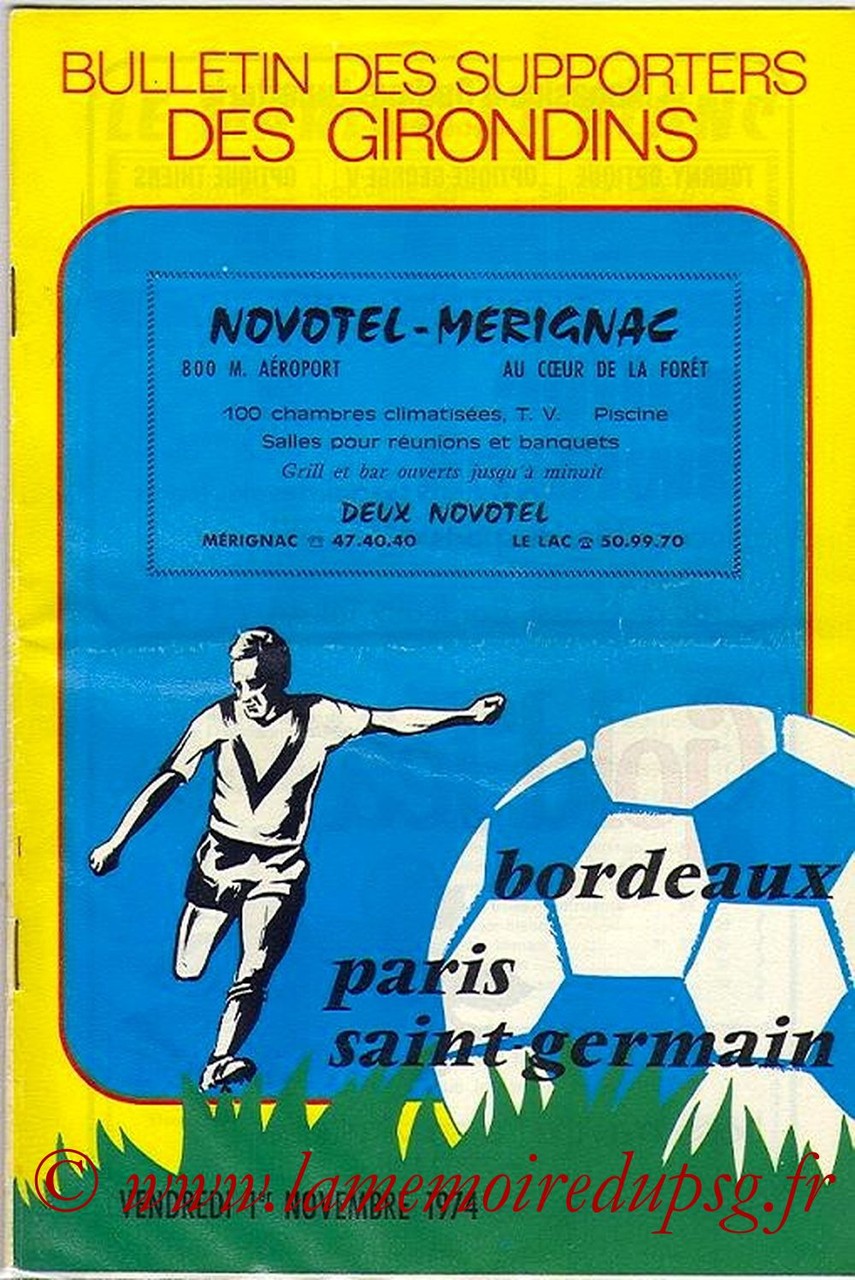 BULLETIN DES SUPPORTERS
DES GIRONDINS
NOVOTEL-MERIGNAC
800 M. AÉROPORT AU CŒUR DE LA FORÊT
100 chambres climatisées, T. V. Piscine
Salles pour réunions et banquets
Grill et bar ouverts jusqu'à minuit
DEUX NOVOTEL
MÉRIGNAC ☎ 47.40.40 LE LAC ☎ 50.99.70
bordeaux
paris
saint-germain
© www.lamemoiredupsg.fr
VENDREDI 1er NOVEMBRE 1974